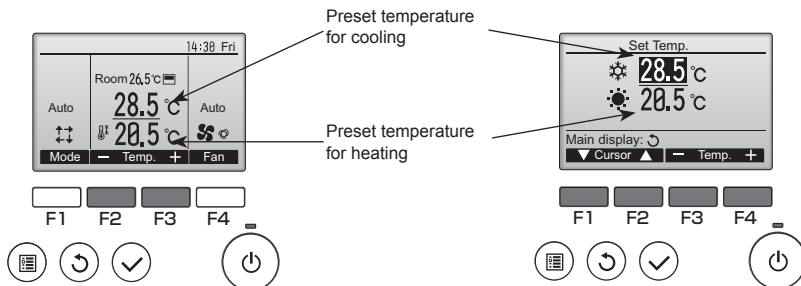 Preset temperature
for cooling
14:30 Fri
Room 26.5℃
Auto 28.5 ℃ Auto
20.5 ℃
Mode − Temp. + Fan
F1 F2 F3 F4
Preset temperature
for heating
Set Temp.
28.5 ℃
20.5 ℃
Main display:
▼ Cursor ▲ − Temp. +
F1 F2 F3 F4